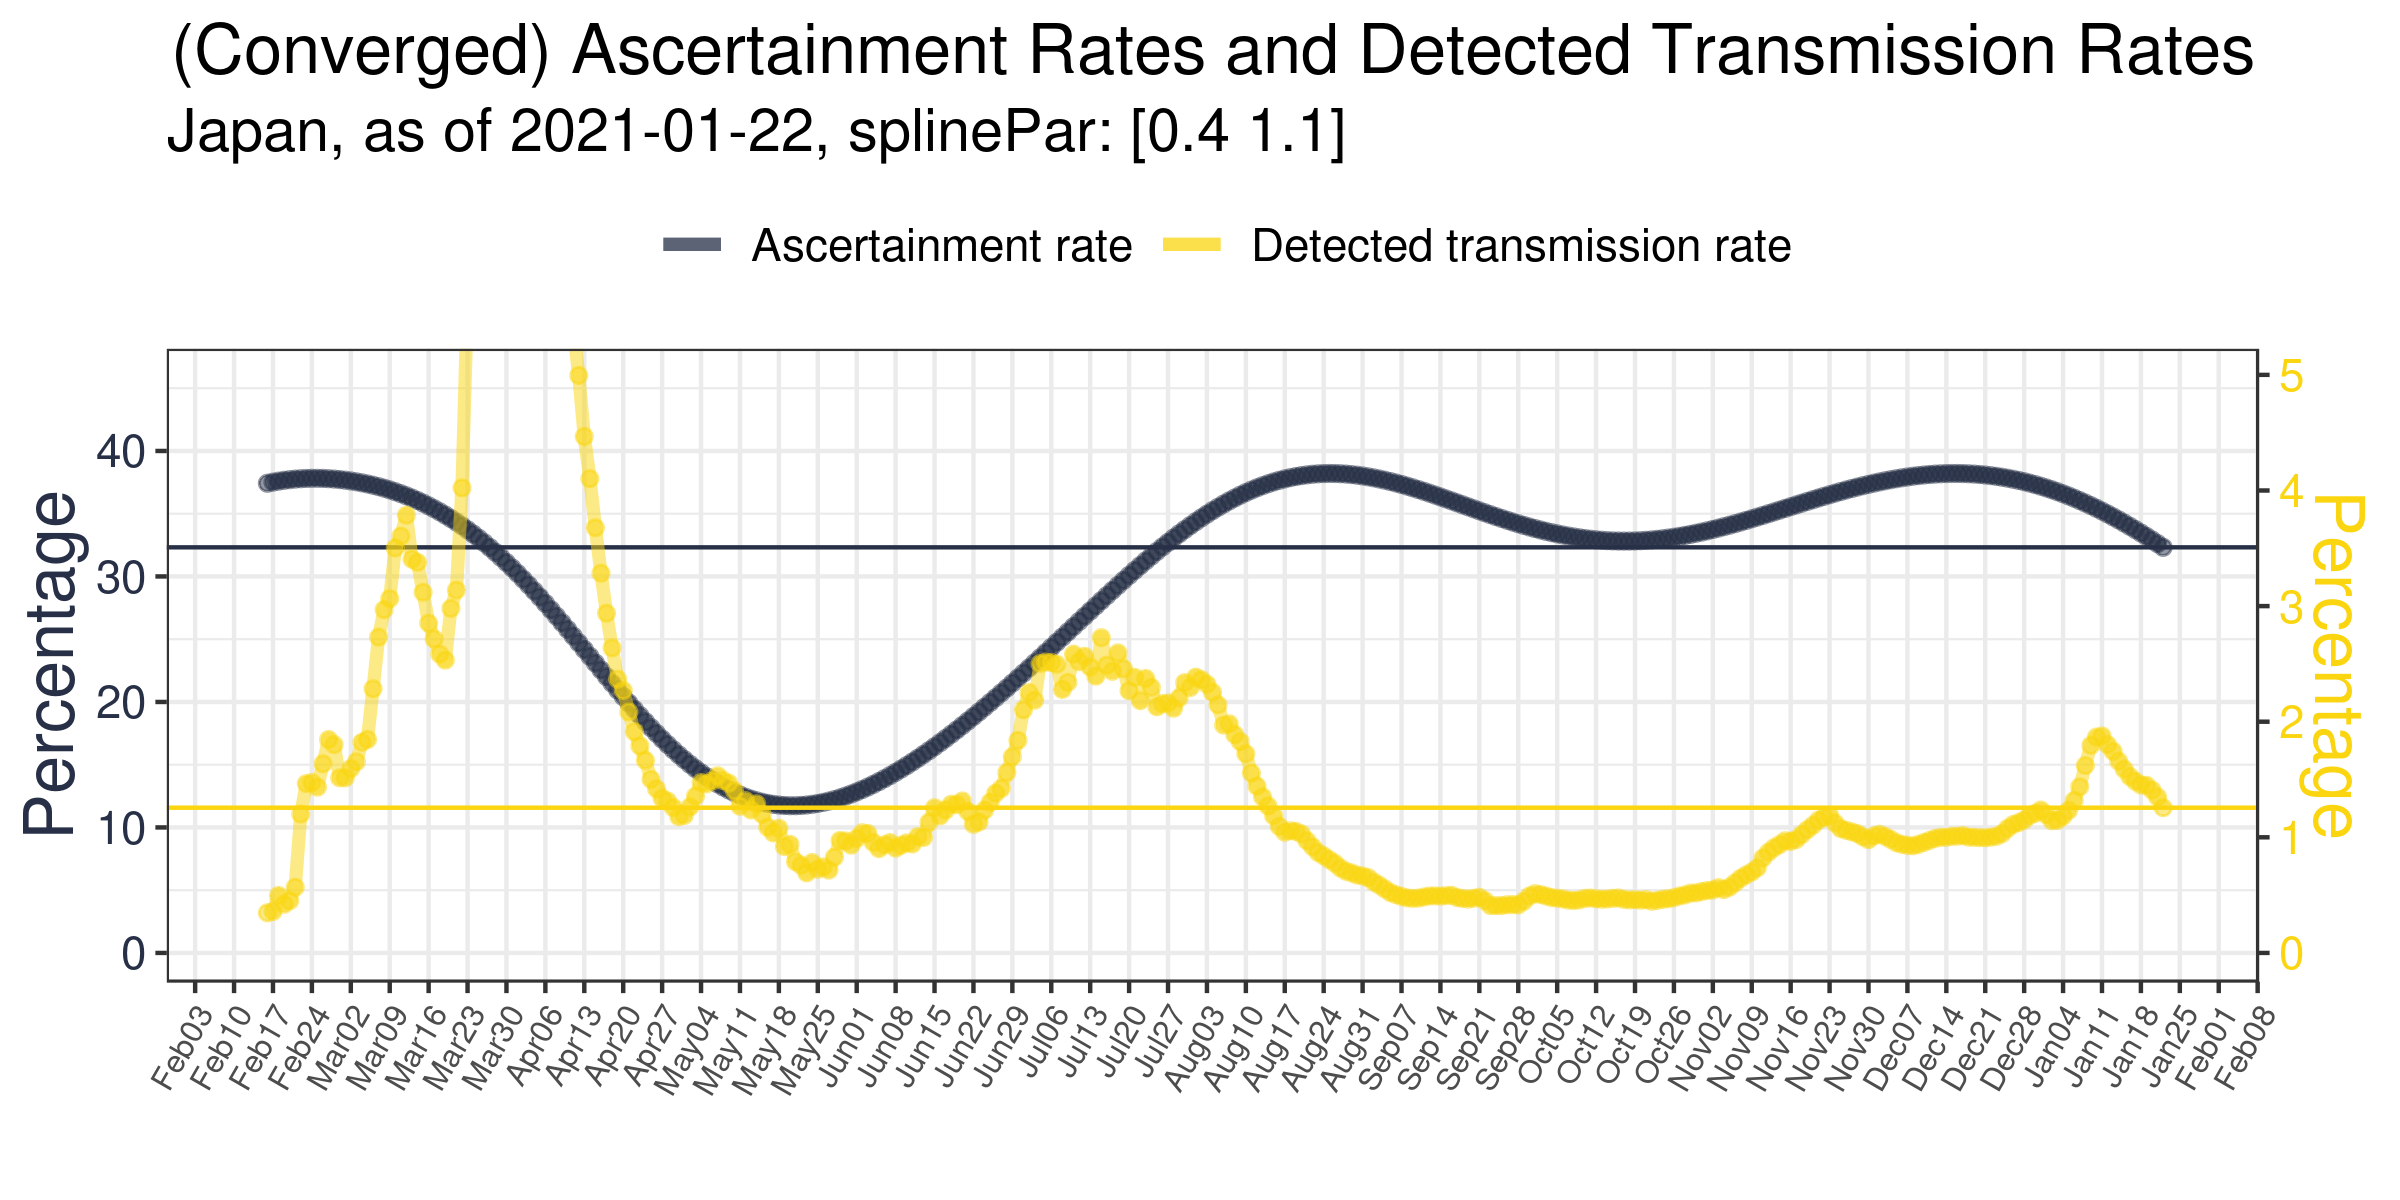 (Converged) Ascertainment Rates and Detected Transmission Rates
Japan, as of 2021-01-22, splinePar: [0.4 1.1]
Ascertainment rate
Detected transmission rate
Percentage
40
30
20
10
0
5
4
3
2
1
0
Percentage
Feb03
Feb10
Feb17
Feb24
Mar02
Mar09
Mar16
Mar23
Mar30
Apr06
Apr13
Apr20
Apr27
May04
May11
May18
May25
Jun01
Jun08
Jun15
Jun22
Jun29
Jul06
Jul13
Jul20
Jul27
Aug03
Aug10
Aug17
Aug24
Aug31
Sep07
Sep14
Sep21
Sep28
Oct05
Oct12
Oct19
Oct26
Nov02
Nov09
Nov16
Nov23
Nov30
Dec07
Dec14
Dec21
Dec28
Jan04
Jan11
Jan18
Jan25
Feb01
Feb08